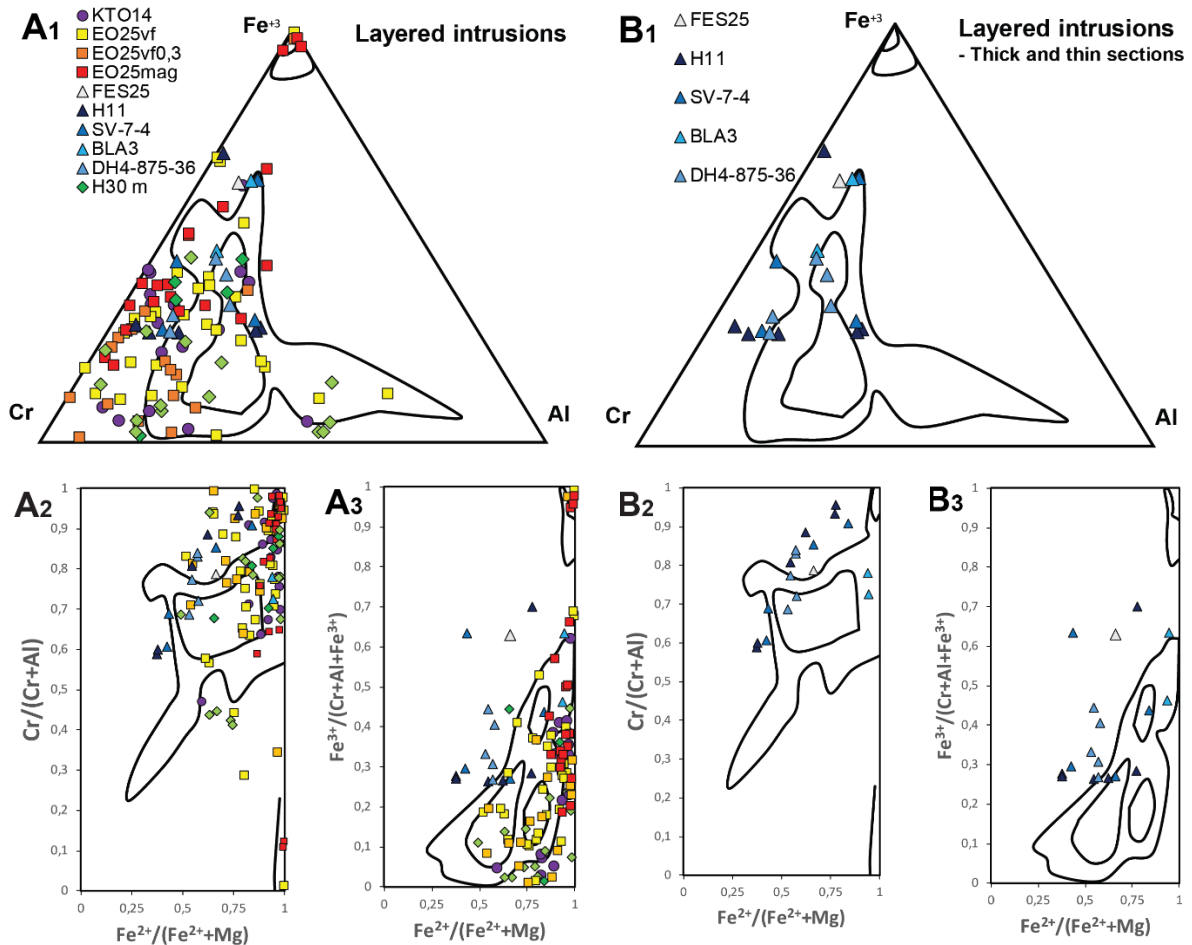 A1
KTO14
EO25vf
EO25vf0,3
EO25mag
FES25
H11
SV-7-4
BLA3
DH4-875-36
H30 m
Fe+3
Layered intrusions
Cr
Al
B1
FES25
H11
SV-7-4
BLA3
DH4-875-36
Fe+3
Layered intrusions
- Thick and thin sections
Cr
Al
A2
1
0,9
0,8
0,7
0,6
0,5
0,4
0,3
0,2
0,1
0
Cr/(Cr+Al)
0,25
0,5
0,75
1
Fe2+/(Fe2++Mg)
A3
1
0,9
0,8
0,7
0,6
0,5
0,4
0,3
0,2
0,1
0
Fe3+/(Cr+Al+Fe3+)
0
0,25
0,5
0,75
1
Fe2+/(Fe2++Mg)
B2
1
0,9
0,8
0,7
0,6
0,5
0,4
0,3
0,2
0,1
0
Cr/(Cr+Al)
0
0,25
0,5
0,75
1
Fe2+/(Fe2++Mg)
B3
1
0,9
0,8
0,7
0,6
0,5
0,4
0,3
0,2
0,1
0
Fe3+/(Cr+Al+Fe3+)
0
0,25
0,5
0,75
1
Fe2+/(Fe2++Mg)